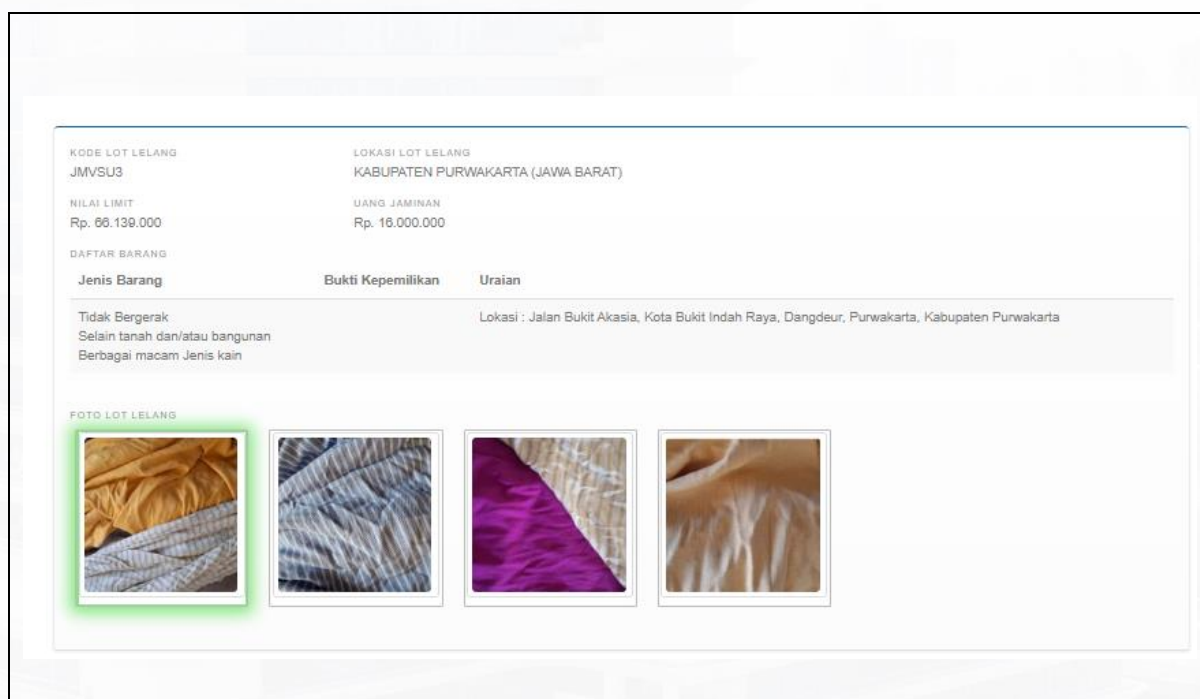 KODE LOT LELANG
JMVSU3
LOKASI LOT LELANG
KABUPATEN PURWAKARTA (JAWA BARAT)
NILAI LIMIT
Rp. 66.139.000
UANG JAMINAN
Rp. 16.000.000
DAFTAR BARANG
Jenis Barang Bukti Kepemilikan Uraian
Tidak Bergerak
Selain tanah dan/atau bangunan
Berbagai macam Jenis kain
Lokasi : Jalan Bukit Akasia, Kota Bukit Indah Raya, Dangdeur, Purwakarta, Kabupaten Purwakarta
FOTO LOT LELANG